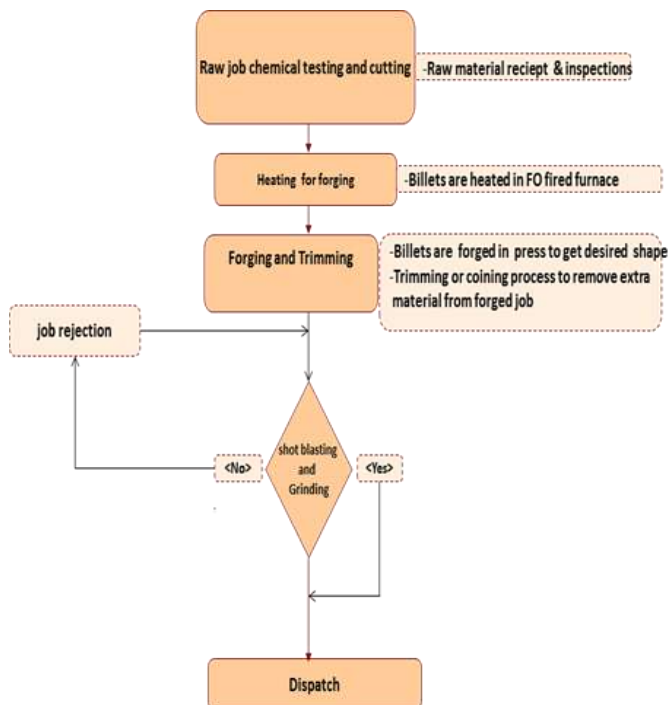 Raw job chemical testing and cutting
-Raw material reciept & inspections
Heating for forging
-Billets are heated in FO fired furnace
Forging and Trimming
-Billets are forged in press to get desired shape
-Trimming or coining process to remove extra
material from forged job
job rejection
shot blasting
and
Grinding
<No>
<Yes>
Dispatch